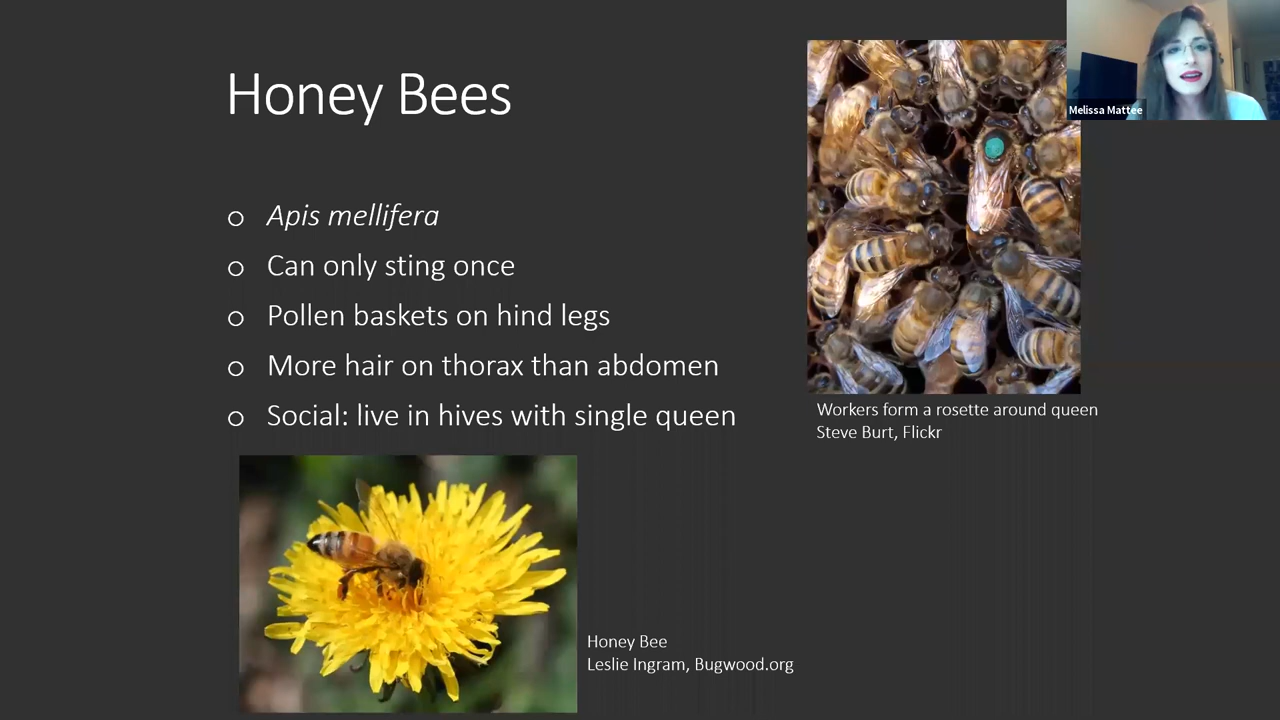 Honey Bees
Apis mellifera
Can only sting once
Pollen baskets on hind legs
More hair on thorax than abdomen
Social: live in hives with single queen
Melissa Mattee
Workers form a rosette around queen
Steve Burt, Flickr
Honey Bee
Leslie Ingram, Bugwood.org